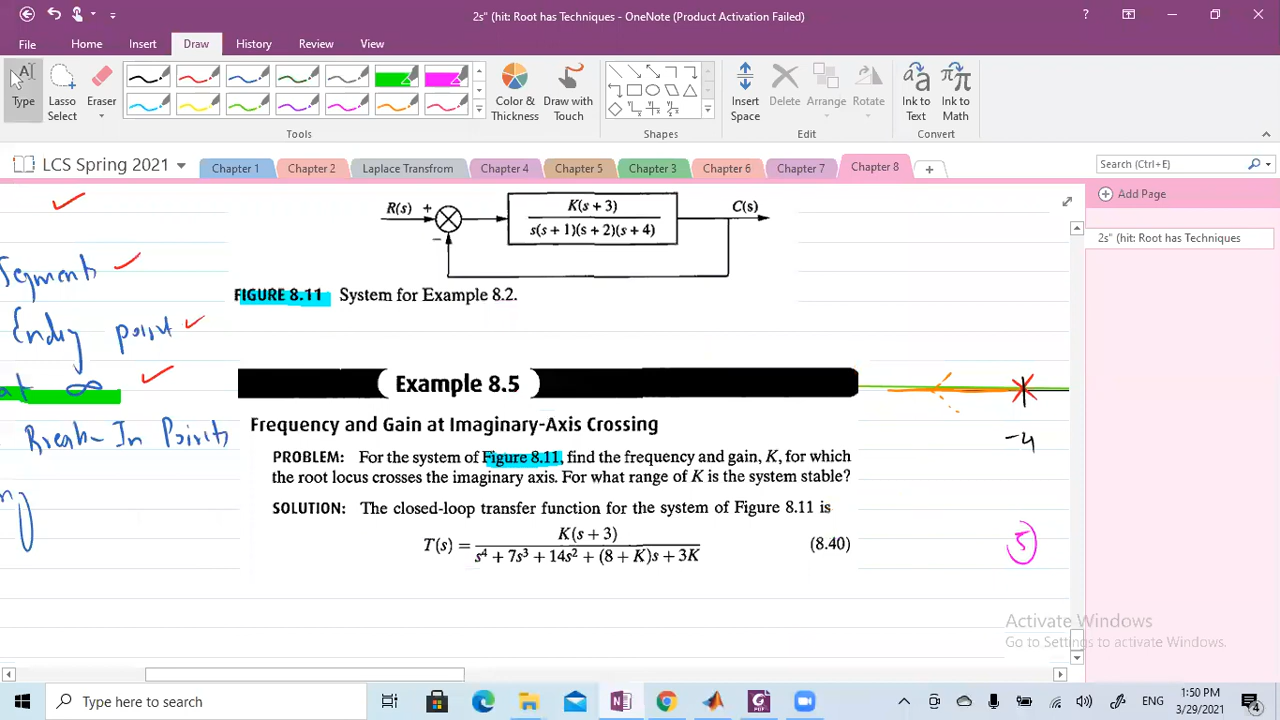 2s" (hit: Root has Techniques - OneNote (Product Activation Failed)
File Home Insert Draw History Review View
Type Lasso Select Eraser Color & Thickness Draw with Touch Insert Space Delete Arrange Rotate Ink to Text Ink to Math
Tools Shapes Edit Convert
LCS Spring 2021 Chapter 1 Chapter 2 Laplace Transfrom Chapter 4 Chapter 5 Chapter 3 Chapter 6 Chapter 7 Chapter 8 Search (Ctrl+E)
Add Page
2s" (hit: Root has Techniques
R(s) + K(s + 3) C(s)
− s(s + 1)(s + 2)(s + 4)
Segments
FIGURE 8.11 System for Example 8.2.
Ending point
at ∞
Example 8.5
Break-In Points
-4
Frequency and Gain at Imaginary-Axis Crossing
PROBLEM: For the system of Figure 8.11, find the frequency and gain, K, for which
the root locus crosses the imaginary axis. For what range of K is the system stable?
SOLUTION: The closed-loop transfer function for the system of Figure 8.11 is
T(s) = K(s + 3) / s⁴ + 7s³ + 14s² + (8 + K)s + 3K (8.40)
5
Activate Windows
Go to Settings to activate Windows.
Type here to search
ENG
1:50 PM
3/29/2021
4